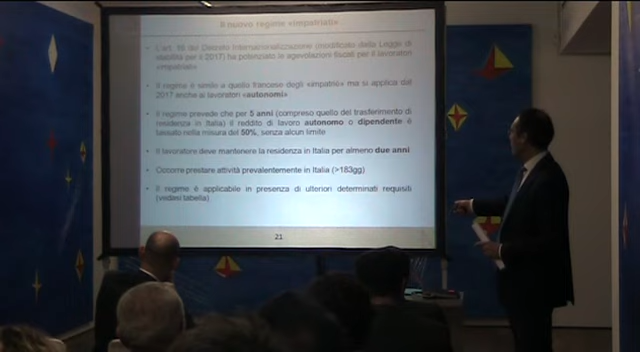 Il nuovo regime «impatriati»
L'art. 16 del Decreto Internazionalizzazione (modificato dalla Legge di
stabilità per il 2017) ha potenziato le agevolazioni fiscali per il lavoratori
«impatriati»
Il regime è simile a quello francese degli «impatrié» ma si applica
dal 2017 anche ai lavoratori «autonomi»
Il regime prevede che per 5 anni (compreso quello del trasferimento di
residenza in Italia) il reddito di lavoro autonomo o dipendente è
tassato nella misura del 50%, senza alcun limite
Il lavoratore deve mantenere la residenza in Italia per almeno due anni
Occorre prestare attività prevalentemente in Italia (>183gg)
Il regime è applicabile in presenza di ulteriori determinati requisiti
(vedasi tabella)
21